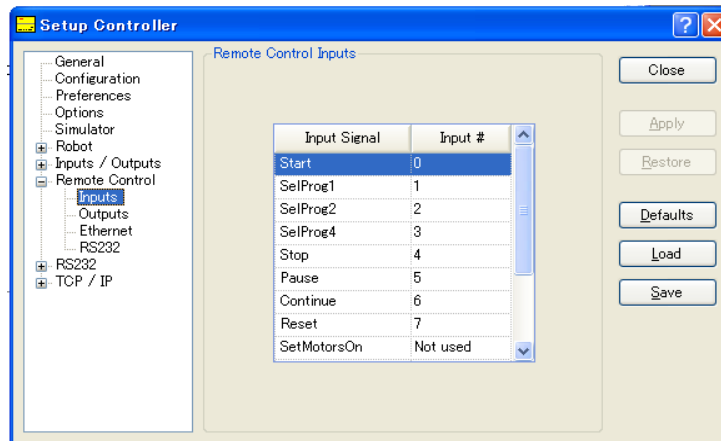 Setup Controller
General
Configuration
Preferences
Options
Simulator
Robot
Inputs / Outputs
Remote Control
Inputs
Outputs
Ethernet
RS232
RS232
TCP / IP
Remote Control Inputs
Input Signal Input #
Start 0
SelProg1 1
SelProg2 2
SelProg4 3
Stop 4
Pause 5
Continue 6
Reset 7
SetMotorsOn Not used
Close
Apply
Restore
Defaults
Load
Save